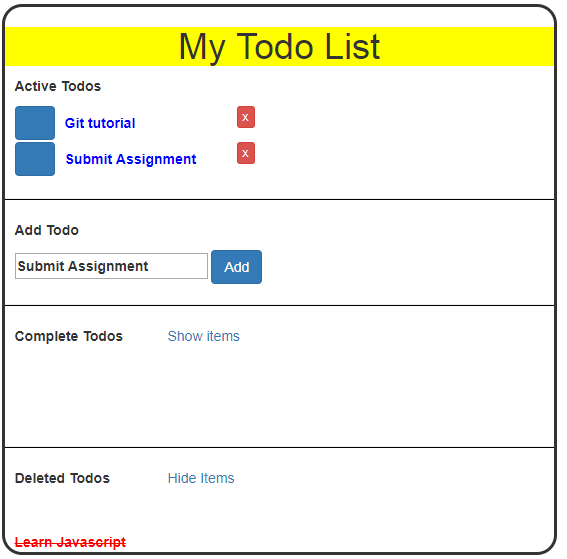 My Todo List
Active Todos
Git tutorial x
Submit Assignment x
Add Todo
Submit Assignment Add
Complete Todos Show items
Deleted Todos Hide Items
Learn Javascript